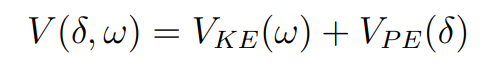 V(δ, ω) = V_{KE}(ω) + V_{PE}(δ)